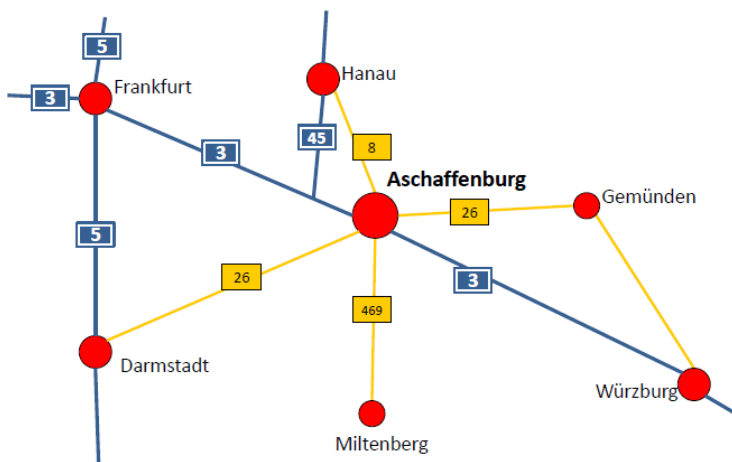 5
3
Frankfurt
Hanau
3
45
8
Aschaffenburg
Gemünden
26
5
26
3
469
Darmstadt
Würzburg
Miltenberg